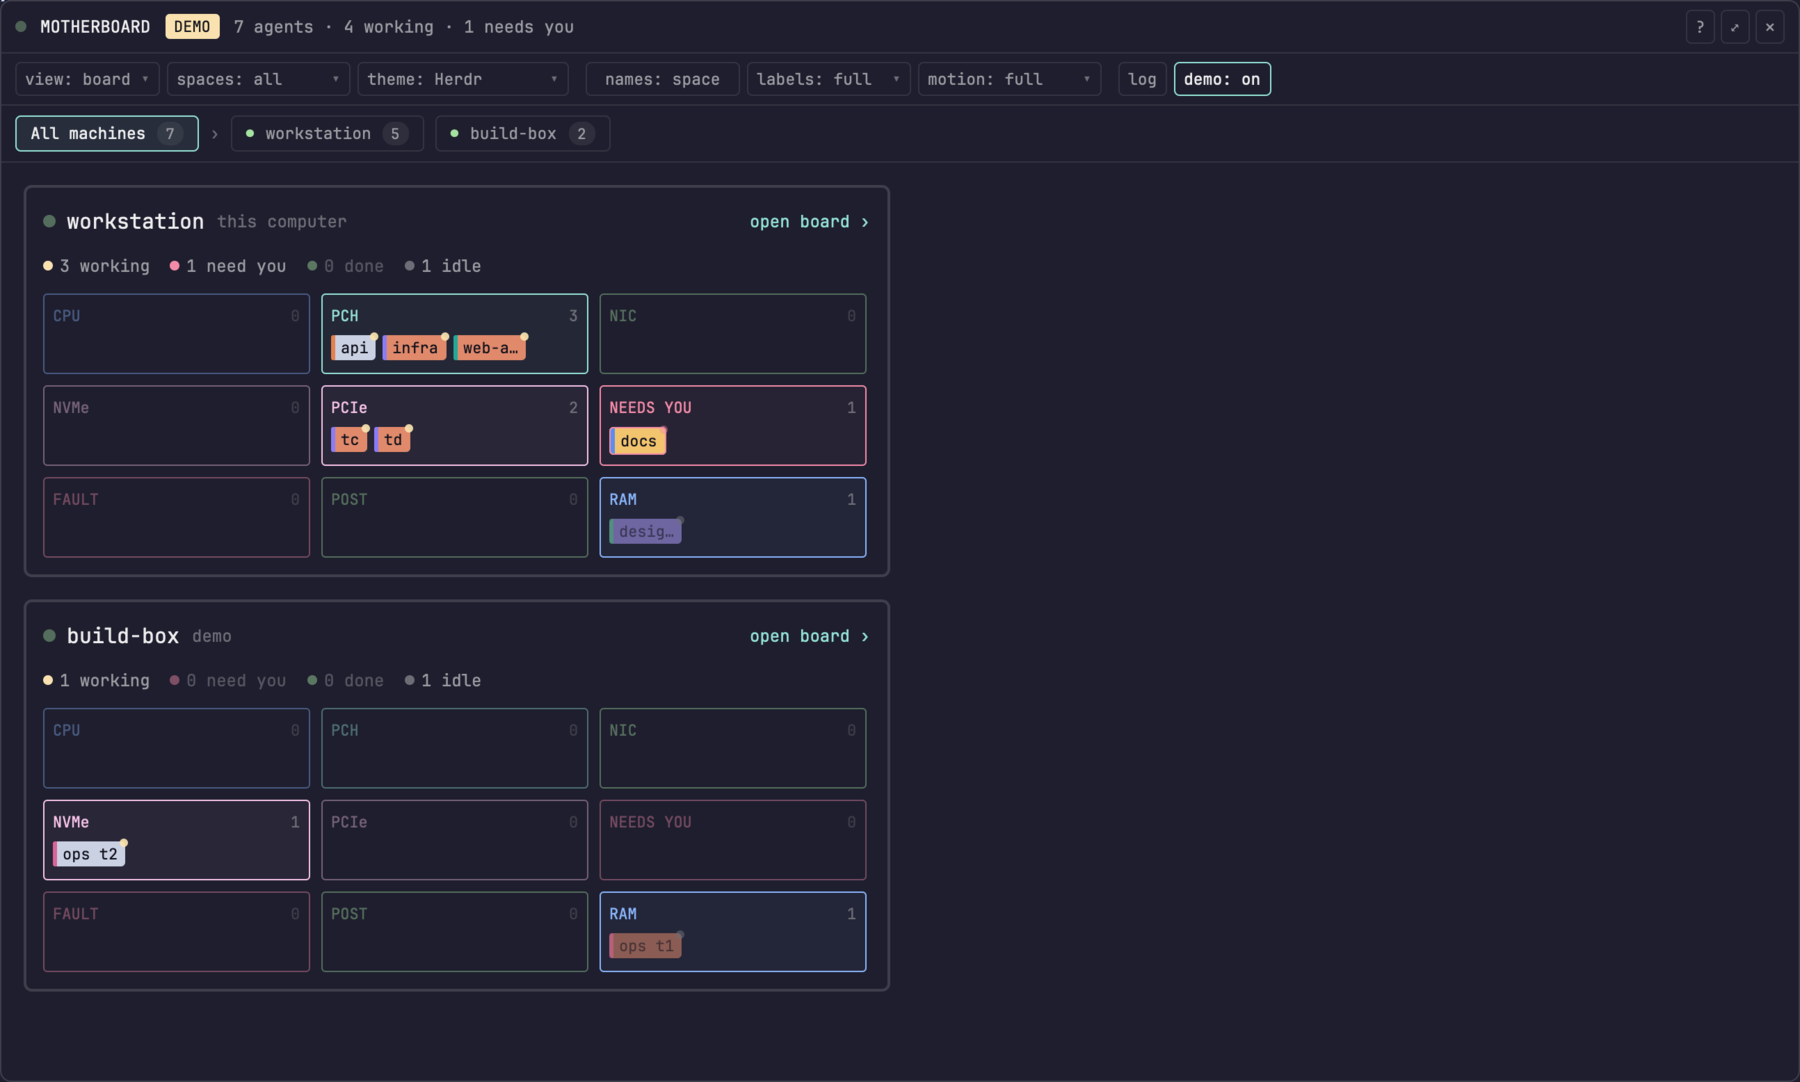 MOTHERBOARD DEMO 7 agents · 4 working · 1 needs you ? ⤢ ×
view: board ▾ spaces: all ▾ theme: Herdr ▾ names: space labels: full ▾ motion: full ▾ log demo: on
All machines 7 › workstation 5 build-box 2
workstation this computer open board ›
3 working 1 need you 0 done 1 idle
CPU 0 PCH 3 NIC 0
api infra web-a…
NVMe 0 PCIe 2 NEEDS YOU 1
tc td docs
FAULT 0 POST 0 RAM 1
desig…
build-box demo open board ›
1 working 0 need you 0 done 1 idle
CPU 0 PCH 0 NIC 0
NVMe 1 PCIe 0 NEEDS YOU 0
ops t2
FAULT 0 POST 0 RAM 1
ops t1